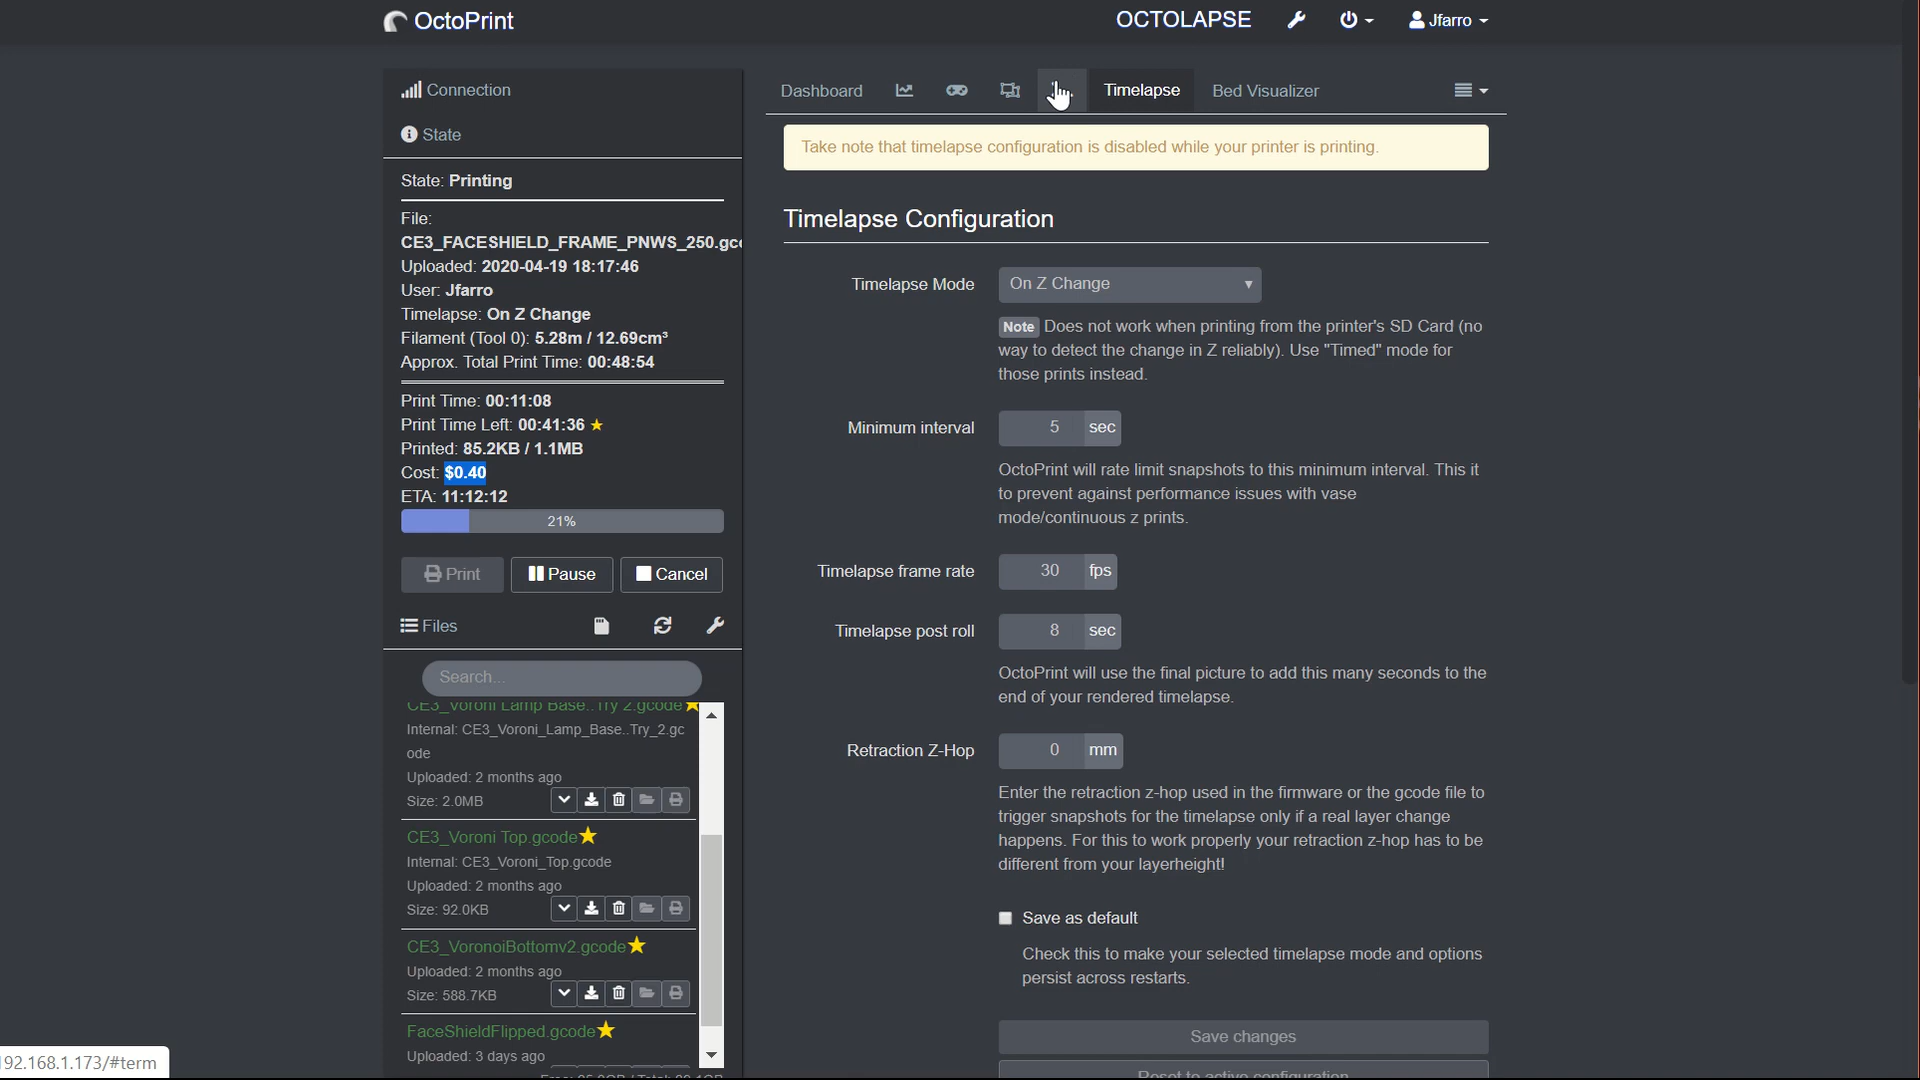 OctoPrint
OCTOLAPSE
Jfarro
Connection
State
State: Printing
File:
CE3_FACESHIELD_FRAME_PNWS_250.gc
Uploaded: 2020-04-19 18:17:46
User: Jfarro
Timelapse: On Z Change
Filament (Tool 0): 5.28m / 12.69cm³
Approx. Total Print Time: 00:48:54
Print Time: 00:11:08
Print Time Left: 00:41:36
Printed: 85.2KB / 1.1MB
Cost: $0.40
ETA: 11:12:12
21%
Print
Pause
Cancel
Files
Search...
CE3_Voroni Lamp Base..Try 2.gcode
Internal: CE3_Voroni_Lamp_Base..Try_2.gc
ode
Uploaded: 2 months ago
Size: 2.0MB
CE3_Voroni Top.gcode
Internal: CE3_Voroni_Top.gcode
Uploaded: 2 months ago
Size: 92.0KB
CE3_VoronoiBottomv2.gcode
Uploaded: 2 months ago
Size: 588.7KB
FaceShieldFlipped.gcode
Uploaded: 3 days ago
Dashboard
Timelapse
Bed Visualizer
Take note that timelapse configuration is disabled while your printer is printing.
Timelapse Configuration
Timelapse Mode
On Z Change
Note Does not work when printing from the printer's SD Card (no
way to detect the change in Z reliably). Use "Timed" mode for
those prints instead.
Minimum interval
5 sec
OctoPrint will rate limit snapshots to this minimum interval. This it
to prevent against performance issues with vase
mode/continuous z prints.
Timelapse frame rate
30 fps
Timelapse post roll
8 sec
OctoPrint will use the final picture to add this many seconds to the
end of your rendered timelapse.
Retraction Z-Hop
0 mm
Enter the retraction z-hop used in the firmware or the gcode file to
trigger snapshots for the timelapse only if a real layer change
happens. For this to work properly your retraction z-hop has to be
different from your layerheight!
Save as default
Check this to make your selected timelapse mode and options
persist across restarts.
Save changes
Reset to active configuration
92.168.1.173/#term